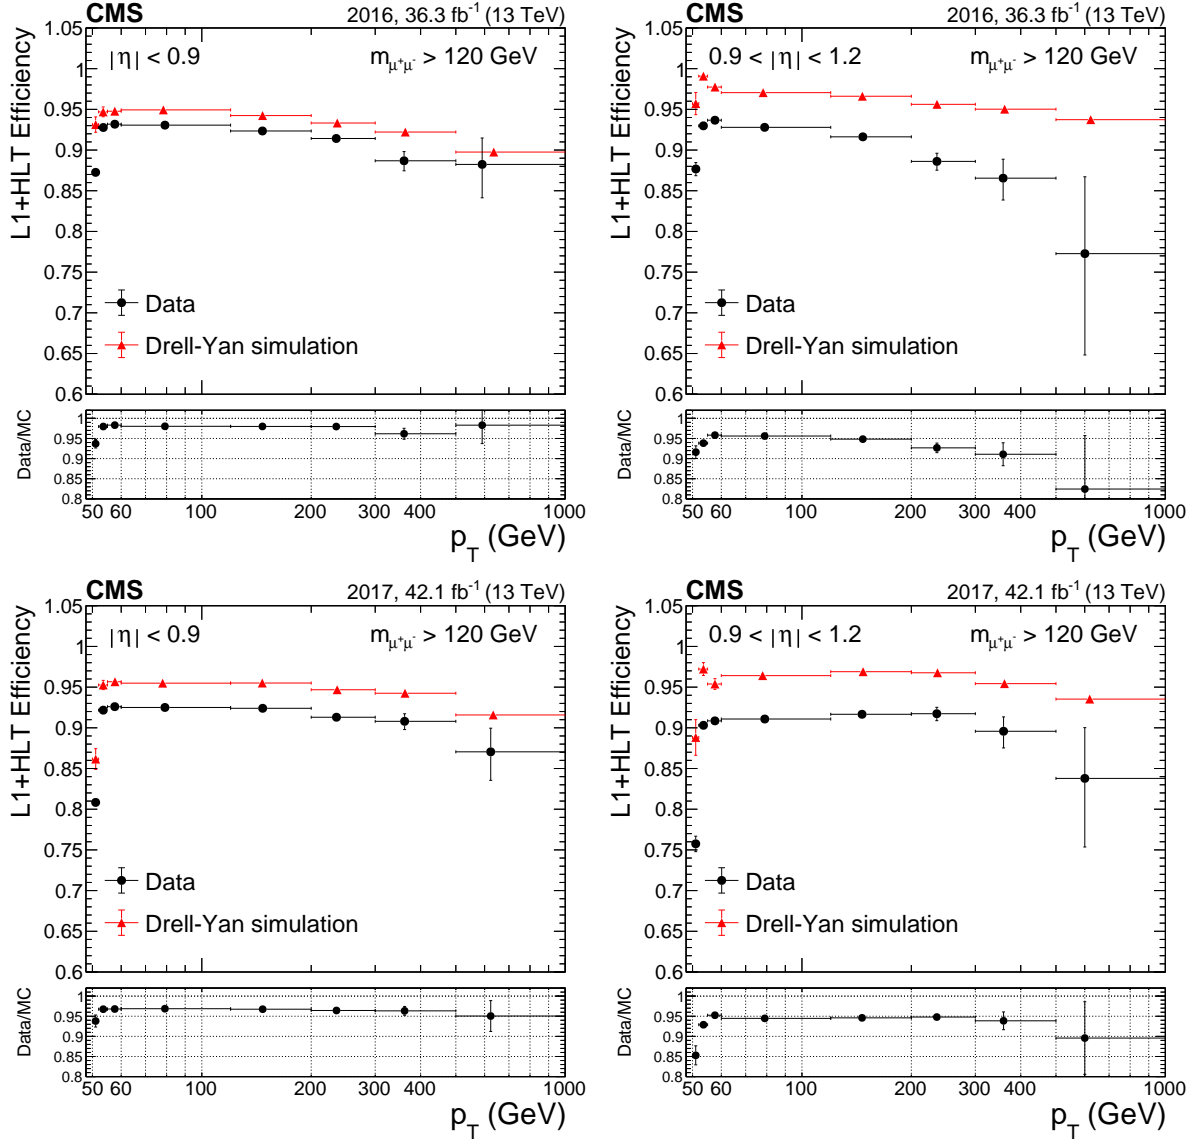 CMS 2016, 36.3 fb⁻¹ (13 TeV)
L1+HLT Efficiency
1.05
1
0.95
0.9
0.85
0.8
0.75
0.7
0.65
0.6
|η| < 0.9 m_μ⁺μ⁻ > 120 GeV
Data
Drell-Yan simulation
Data/MC
1
0.95
0.9
0.85
0.8
50 60 100 200 300 400 1000
p_T (GeV)
CMS 2016, 36.3 fb⁻¹ (13 TeV)
L1+HLT Efficiency
1.05
1
0.95
0.9
0.85
0.8
0.75
0.7
0.65
0.6
0.9 < |η| < 1.2 m_μ⁺μ⁻ > 120 GeV
Data
Drell-Yan simulation
Data/MC
1
0.95
0.9
0.85
0.8
50 60 100 200 300 400 1000
p_T (GeV)
CMS 2017, 42.1 fb⁻¹ (13 TeV)
L1+HLT Efficiency
1.05
1
0.95
0.9
0.85
0.8
0.75
0.7
0.65
0.6
|η| < 0.9 m_μ⁺μ⁻ > 120 GeV
Data
Drell-Yan simulation
Data/MC
1
0.95
0.9
0.85
0.8
50 60 100 200 300 400 1000
p_T (GeV)
CMS 2017, 42.1 fb⁻¹ (13 TeV)
L1+HLT Efficiency
1.05
1
0.95
0.9
0.85
0.8
0.75
0.7
0.65
0.6
0.9 < |η| < 1.2 m_μ⁺μ⁻ > 120 GeV
Data
Drell-Yan simulation
Data/MC
1
0.95
0.9
0.85
0.8
50 60 100 200 300 400 1000
p_T (GeV)